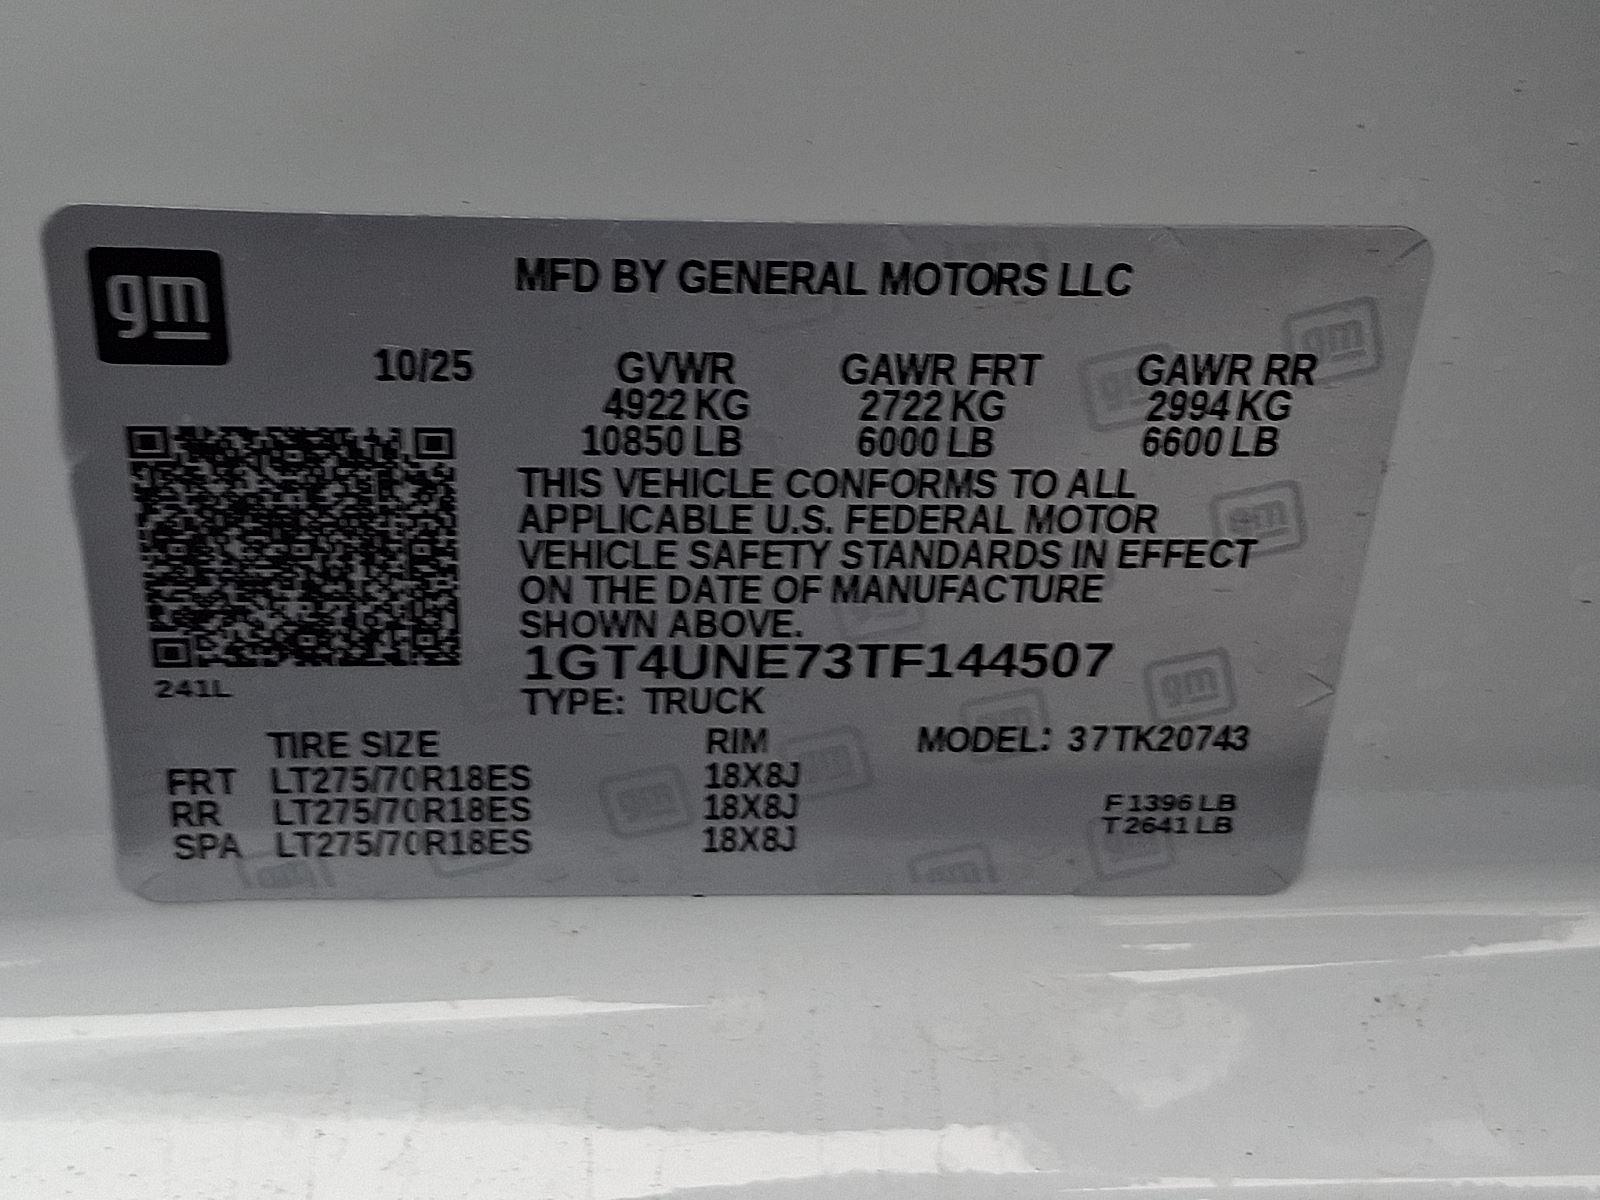 gm
MFD BY GENERAL MOTORS LLC
10/25 GVWR GAWR FRT GAWR RR
4922 KG 2722 KG 2994 KG
10850 LB 6000 LB 6600 LB
THIS VEHICLE CONFORMS TO ALL
APPLICABLE U.S. FEDERAL MOTOR
VEHICLE SAFETY STANDARDS IN EFFECT
ON THE DATE OF MANUFACTURE
SHOWN ABOVE.
1GT4UNE73TF144507
241L
TYPE: TRUCK
TIRE SIZE RIM MODEL: 37TK20743
FRT LT275/70R18ES 18X8J
RR LT275/70R18ES 18X8J
SPA LT275/70R18ES 18X8J
F 1396 LB
T 2641 LB